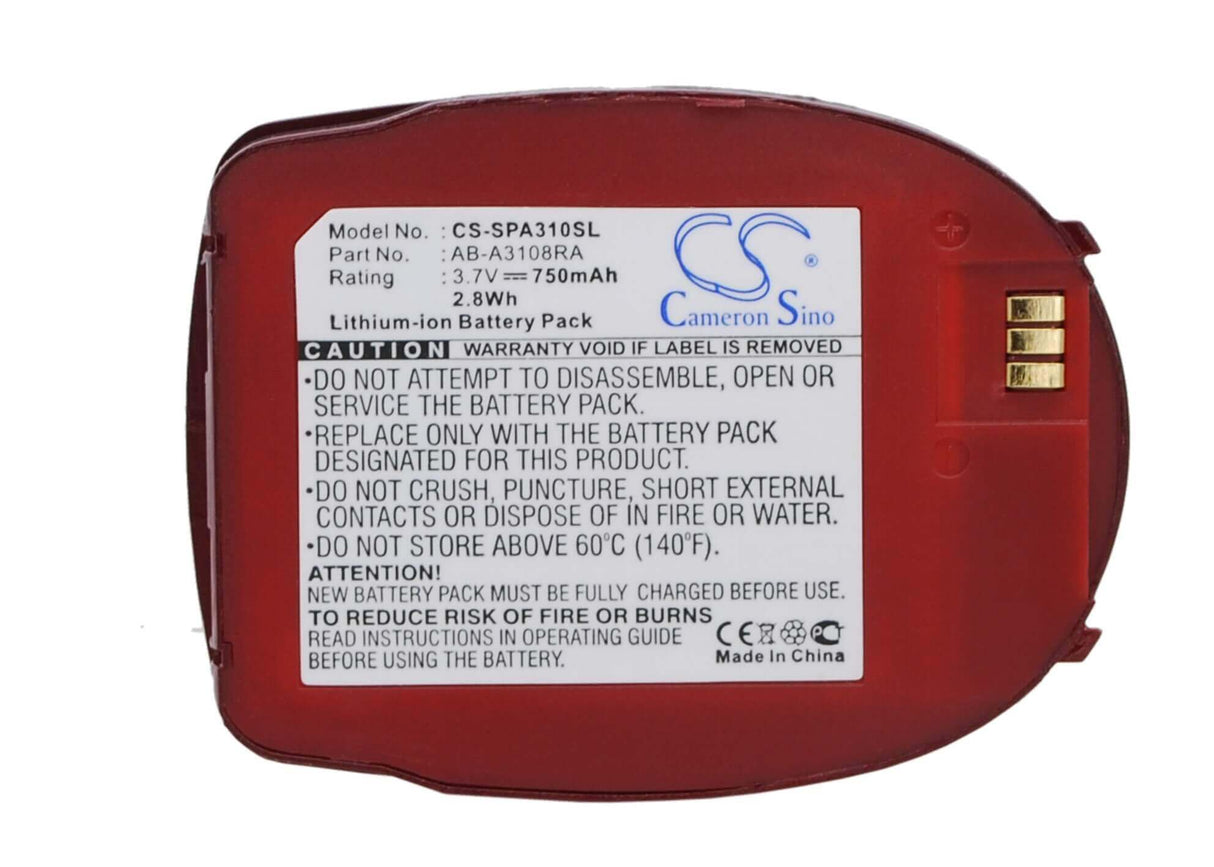 Model No. : CS-SPA310SL
Part No. : AB-A3108RA
Rating : 3.7V⎓750mAh
2.8Wh
Lithium-ion Battery Pack
CS®
Cameron Sino
CAUTION WARRANTY VOID IF LABEL IS REMOVED
•DO NOT ATTEMPT TO DISASSEMBLE, OPEN OR
SERVICE THE BATTERY PACK.
•REPLACE ONLY WITH THE BATTERY PACK
DESIGNATED FOR THIS PRODUCT.
•DO NOT CRUSH, PUNCTURE, SHORT EXTERNAL
CONTACTS OR DISPOSE OF IN FIRE OR WATER.
•DO NOT STORE ABOVE 60°C (140°F).
ATTENTION!
NEW BATTERY PACK MUST BE FULLY CHARGED BEFORE USE.
TO REDUCE RISK OF FIRE OR BURNS
READ INSTRUCTIONS IN OPERATING GUIDE
BEFORE USING THE BATTERY.
CE PCT
Made In China
+
-